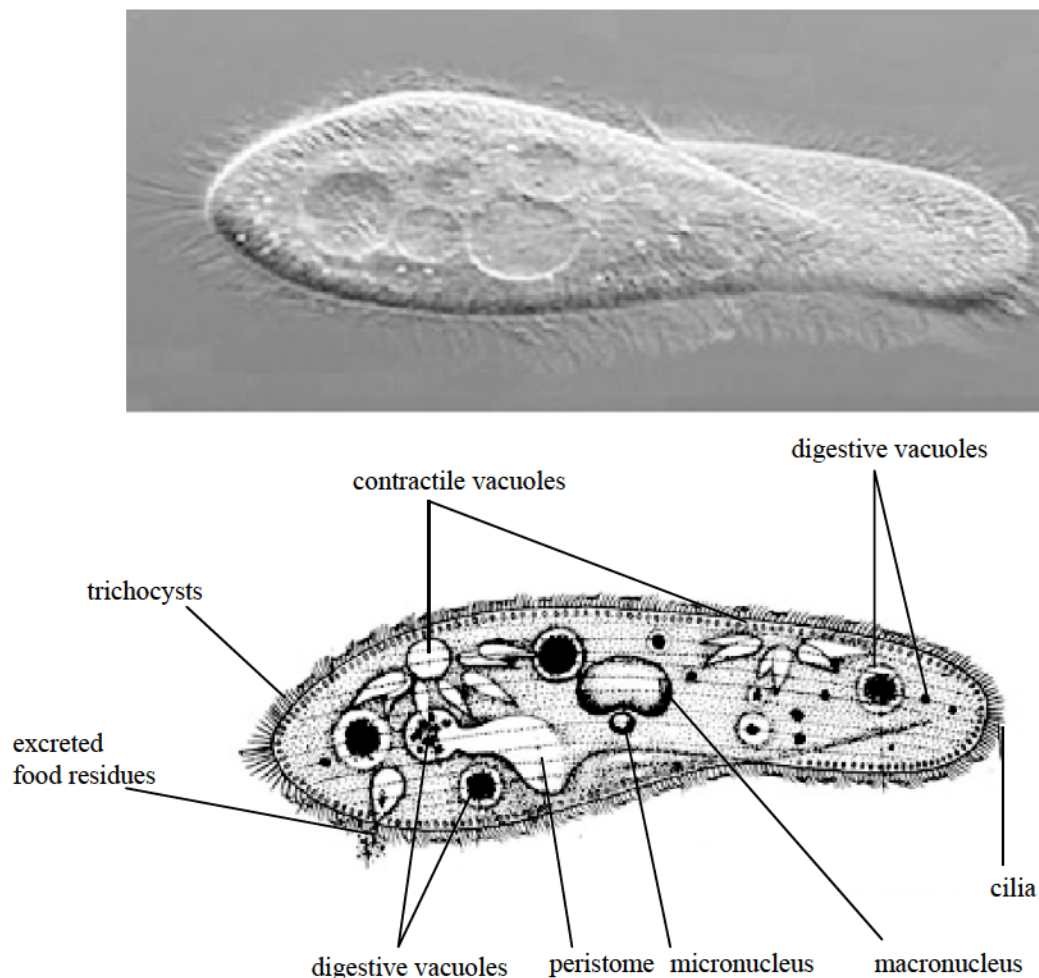 digestive vacuoles
contractile vacuoles
trichocysts
excreted
food residues
cilia
digestive vacuoles
peristome
micronucleus
macronucleus